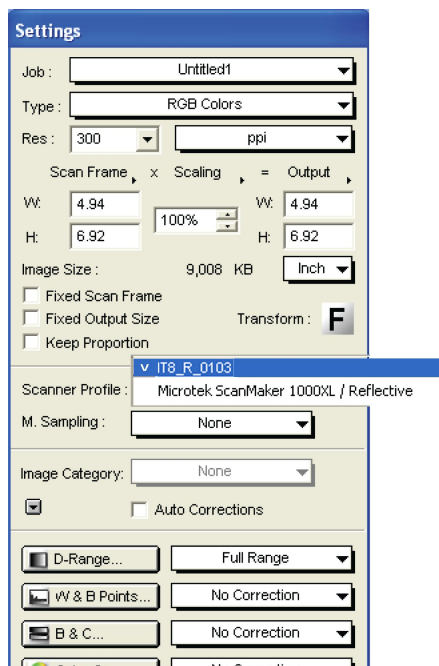 Settings
Job : Untitled1
Type : RGB Colors
Res : 300 ppi
Scan Frame x Scaling = Output
W: 4.94 100% W: 4.94
H: 6.92 H: 6.92
Image Size : 9,008 KB Inch
Fixed Scan Frame
Fixed Output Size Transform : F
Keep Proportion
v IT8_R_0103
Scanner Profile : Microtek ScanMaker 1000XL / Reflective
M. Sampling : None
Image Category: None
Auto Corrections
D-Range... Full Range
W & B Points... No Correction
B & C... No Correction